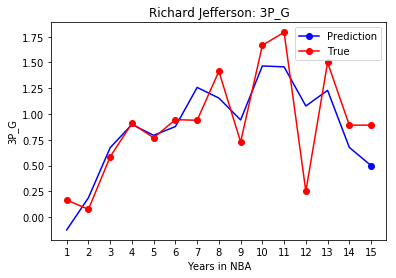 Richard Jefferson: 3P_G
Prediction
True
3P_G
1.75
1.50
1.25
1.00
0.75
0.50
0.25
0.00
1 2 3 4 5 6 7 8 9 10 11 12 13 14 15
Years in NBA